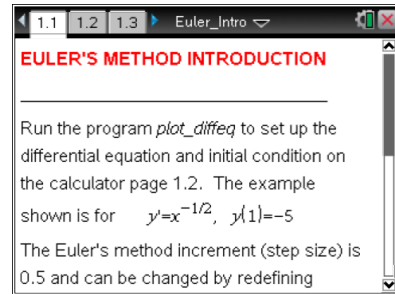 1.1 1.2 1.3 Euler_Intro
EULER'S METHOD INTRODUCTION
Run the program plot_diffeq to set up the
differential equation and initial condition on
the calculator page 1.2. The example
shown is for y'=x^{-1/2}, y(1)=-5
The Euler's method increment (step size) is
0.5 and can be changed by redefining